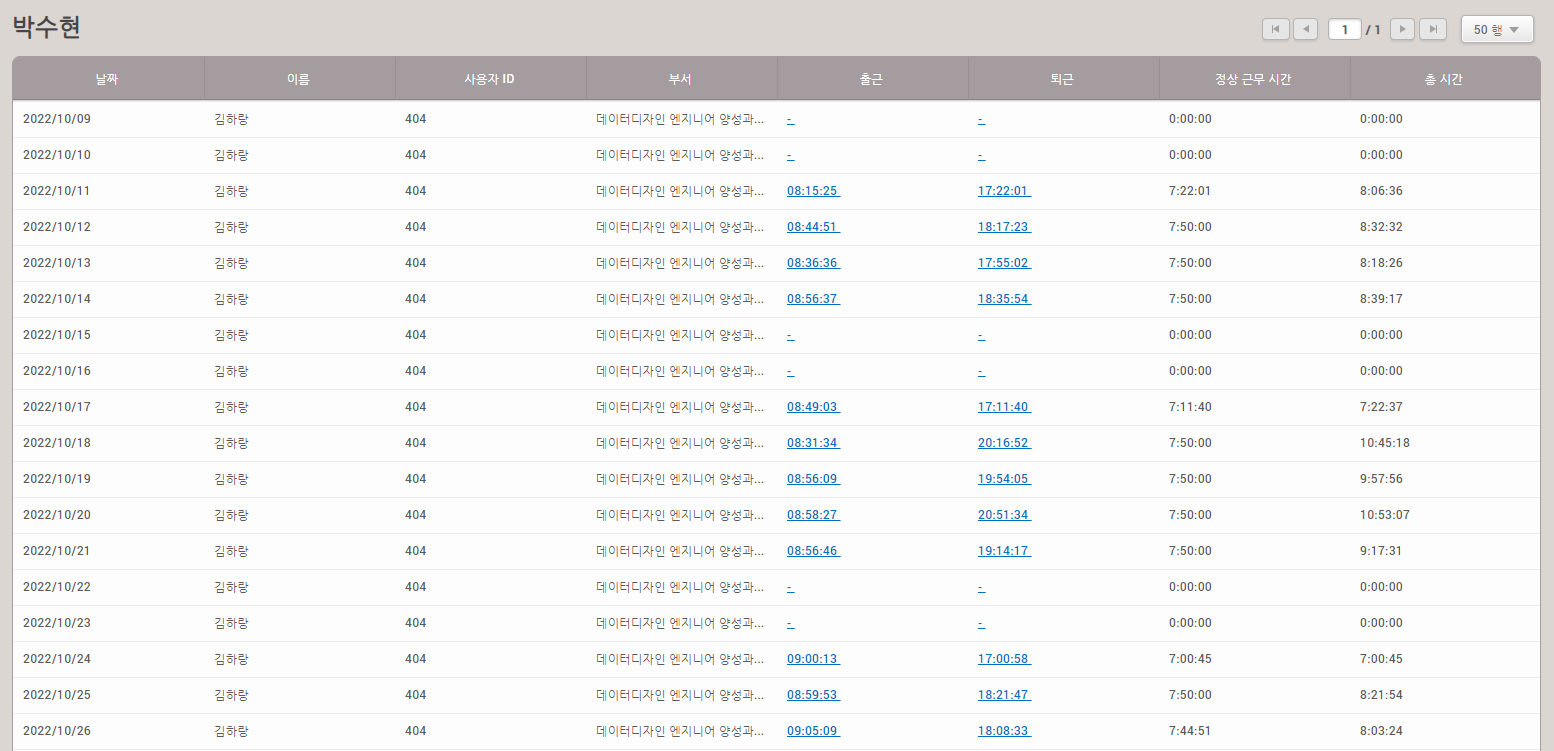 박수현
1 / 1 50 행
날짜 이름 사용자 ID 부서 출근 퇴근 정상 근무 시간 총 시간
2022/10/09 김하랑 404 데이터디자인 엔지니어 양성과... - - 0:00:00 0:00:00
2022/10/10 김하랑 404 데이터디자인 엔지니어 양성과... - - 0:00:00 0:00:00
2022/10/11 김하랑 404 데이터디자인 엔지니어 양성과... 08:15:25 17:22:01 7:22:01 8:06:36
2022/10/12 김하랑 404 데이터디자인 엔지니어 양성과... 08:44:51 18:17:23 7:50:00 8:32:32
2022/10/13 김하랑 404 데이터디자인 엔지니어 양성과... 08:36:36 17:55:02 7:50:00 8:18:26
2022/10/14 김하랑 404 데이터디자인 엔지니어 양성과... 08:56:37 18:35:54 7:50:00 8:39:17
2022/10/15 김하랑 404 데이터디자인 엔지니어 양성과... - - 0:00:00 0:00:00
2022/10/16 김하랑 404 데이터디자인 엔지니어 양성과... - - 0:00:00 0:00:00
2022/10/17 김하랑 404 데이터디자인 엔지니어 양성과... 08:49:03 17:11:40 7:11:40 7:22:37
2022/10/18 김하랑 404 데이터디자인 엔지니어 양성과... 08:31:34 20:16:52 7:50:00 10:45:18
2022/10/19 김하랑 404 데이터디자인 엔지니어 양성과... 08:56:09 19:54:05 7:50:00 9:57:56
2022/10/20 김하랑 404 데이터디자인 엔지니어 양성과... 08:58:27 20:51:34 7:50:00 10:53:07
2022/10/21 김하랑 404 데이터디자인 엔지니어 양성과... 08:56:46 19:14:17 7:50:00 9:17:31
2022/10/22 김하랑 404 데이터디자인 엔지니어 양성과... - - 0:00:00 0:00:00
2022/10/23 김하랑 404 데이터디자인 엔지니어 양성과... - - 0:00:00 0:00:00
2022/10/24 김하랑 404 데이터디자인 엔지니어 양성과... 09:00:13 17:00:58 7:00:45 7:00:45
2022/10/25 김하랑 404 데이터디자인 엔지니어 양성과... 08:59:53 18:21:47 7:50:00 8:21:54
2022/10/26 김하랑 404 데이터디자인 엔지니어 양성과... 09:05:09 18:08:33 7:44:51 8:03:24